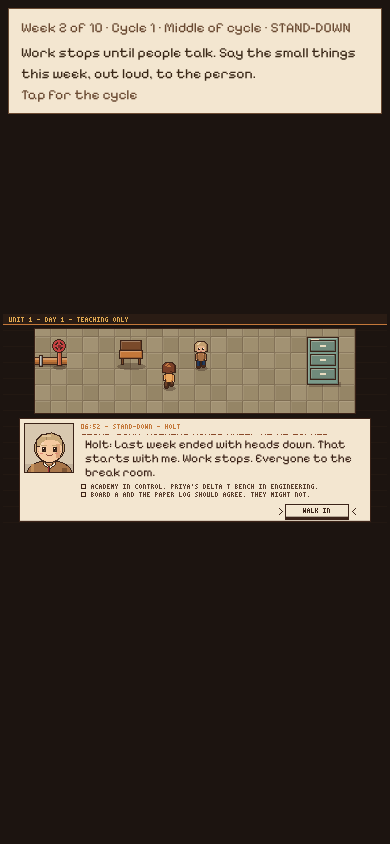 Week 2 of 10 · Cycle 1 · Middle of cycle · STAND-DOWN
Work stops until people talk. Say the small things
this week, out loud, to the person.
Tap for the cycle
UNIT 1 - DAY 1 - TEACHING ONLY
06:52 - STAND-DOWN - HOLT
Holt: Last week ended with heads down. That
starts with me. Work stops. Everyone to the
break room.
ACADEMY IN CONTROL. PRIYA'S DELTA T BENCH IN ENGINEERING.
BOARD A AND THE PAPER LOG SHOULD AGREE. THEY MIGHT NOT.
WALK IN